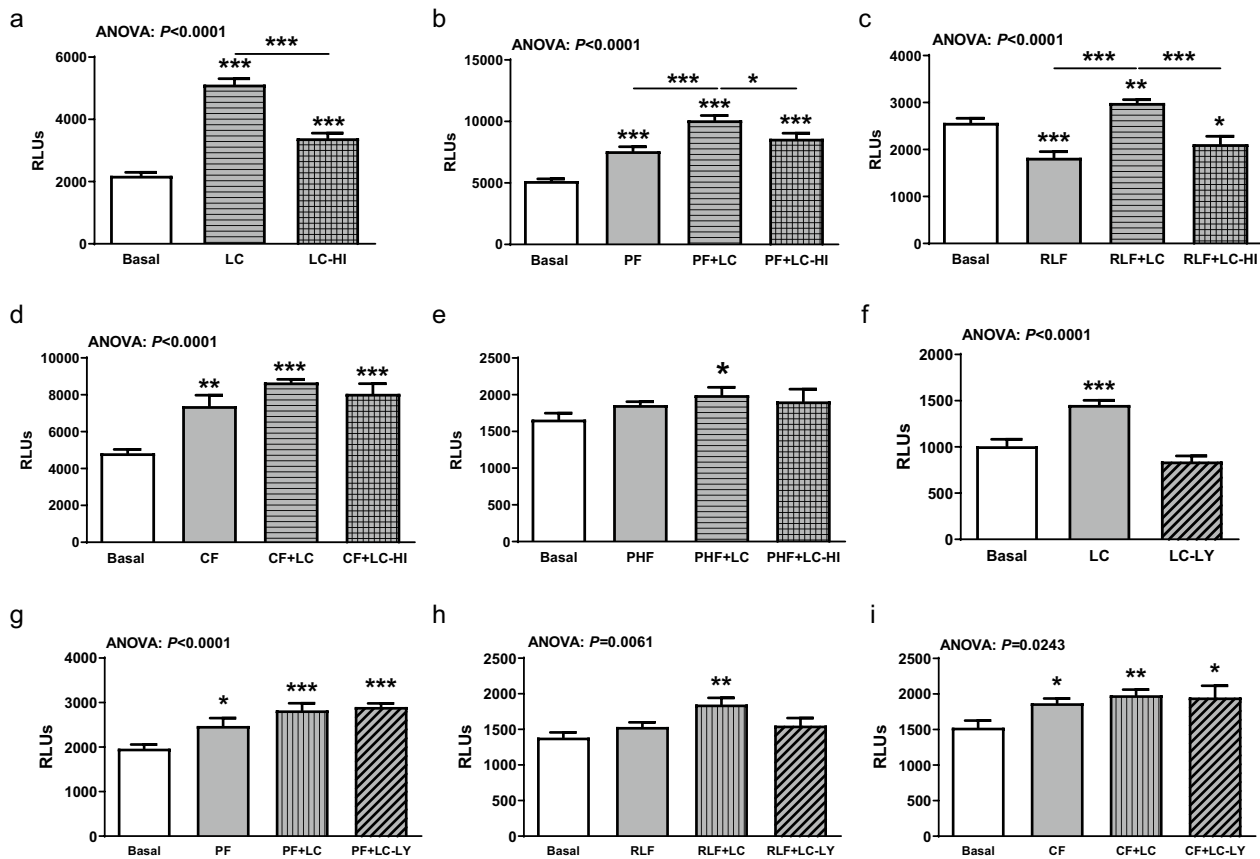 a
ANOVA: P<0.0001
***
6000
4000
2000
0
RLUs
***
***
Basal LC LC-HI
b
ANOVA: P<0.0001
15000
10000
5000
0
RLUs
*** *
***
***
***
Basal PF PF+LC PF+LC-HI
c
ANOVA: P<0.0001
4000
3000
2000
1000
0
RLUs
*** ***
**
***
*
Basal RLF RLF+LC RLF+LC-HI
d
ANOVA: P<0.0001
10000
8000
6000
4000
2000
0
RLUs
** *** ***
Basal CF CF+LC CF+LC-HI
e
2500
2000
1500
1000
500
0
RLUs
*
Basal PHF PHF+LC PHF+LC-HI
f
ANOVA: P<0.0001
2000
1500
1000
500
0
RLUs
***
Basal LC LC-LY
g
ANOVA: P<0.0001
4000
3000
2000
1000
0
RLUs
* *** ***
Basal PF PF+LC PF+LC-LY
h
ANOVA: P=0.0061
2500
2000
1500
1000
500
0
RLUs
**
Basal RLF RLF+LC RLF+LC-LY
i
ANOVA: P=0.0243
2500
2000
1500
1000
0500
0000
RLUs
* ** *
Basal CF CF+LC CF+LC-LY